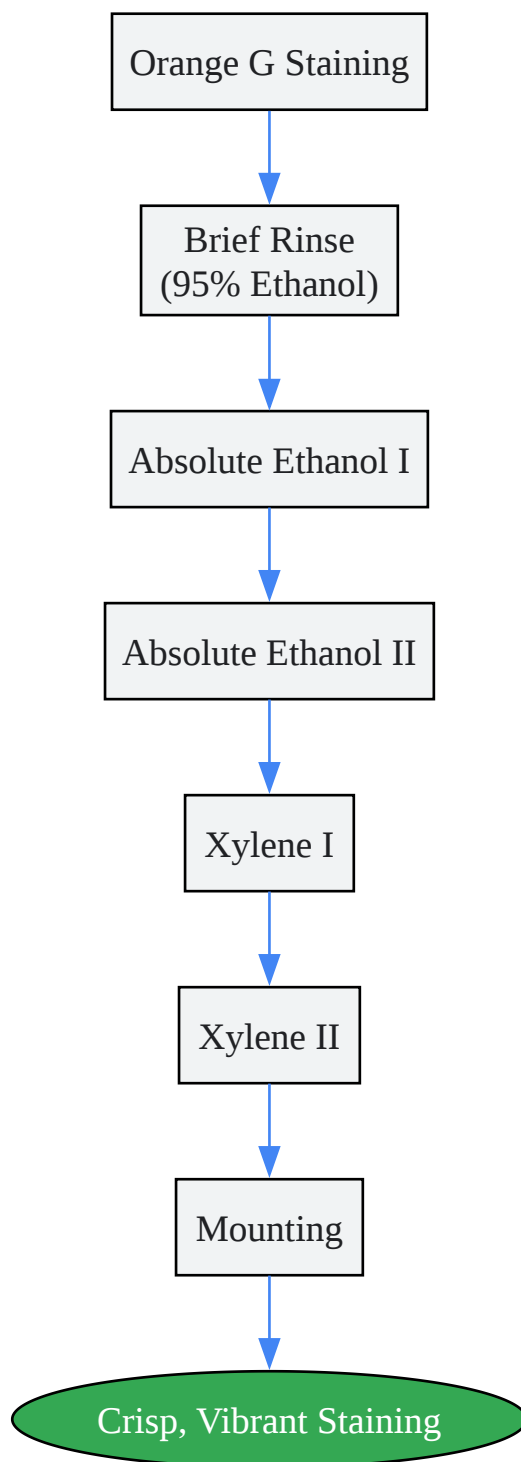 Orange G Staining
Brief Rinse
(95% Ethanol)
Absolute Ethanol I
Absolute Ethanol II
Xylene I
Xylene II
Mounting
Crisp, Vibrant Staining